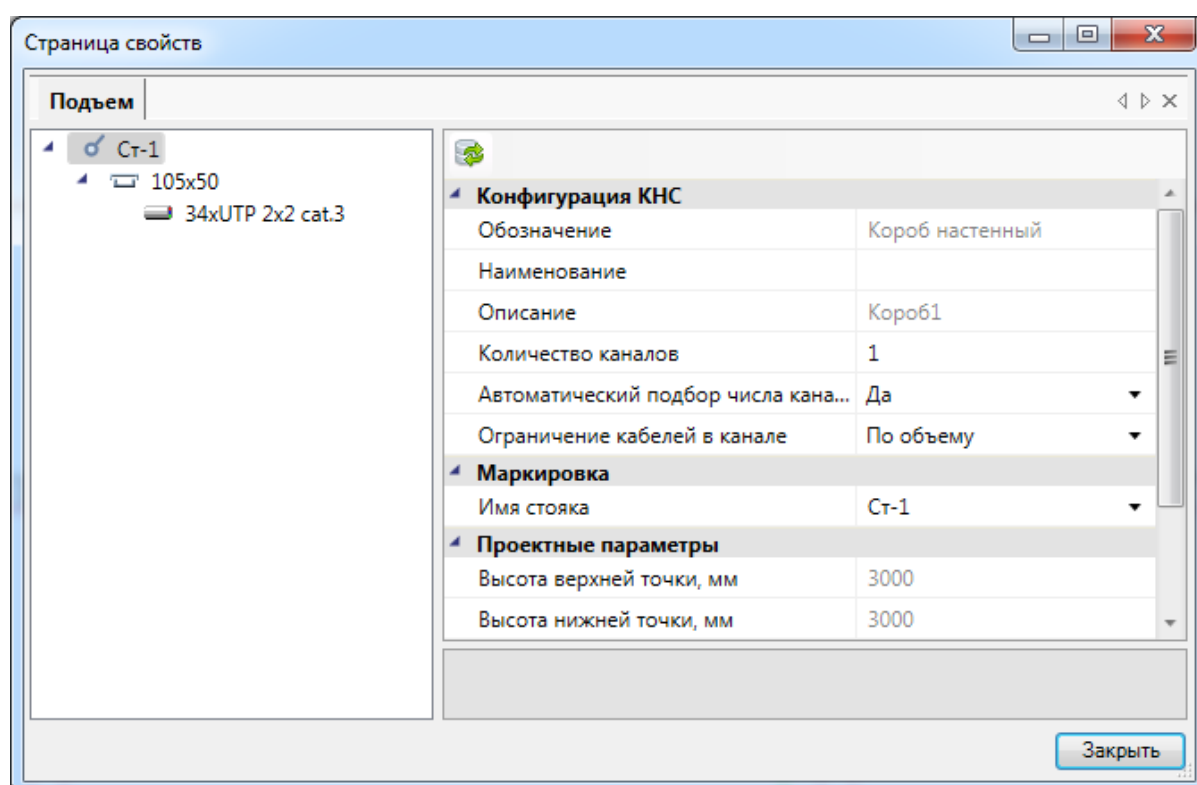 Страница свойств
Подъем
Ст-1
105x50
34xUTP 2x2 cat.3
Конфигурация КНС
Обозначение Короб настенный
Наименование
Описание Короб1
Количество каналов 1
Автоматический подбор числа кана... Да
Ограничение кабелей в канале По объему
Маркировка
Имя стояка Ст-1
Проектные параметры
Высота верхней точки, мм 3000
Высота нижней точки, мм 3000
Закрыть